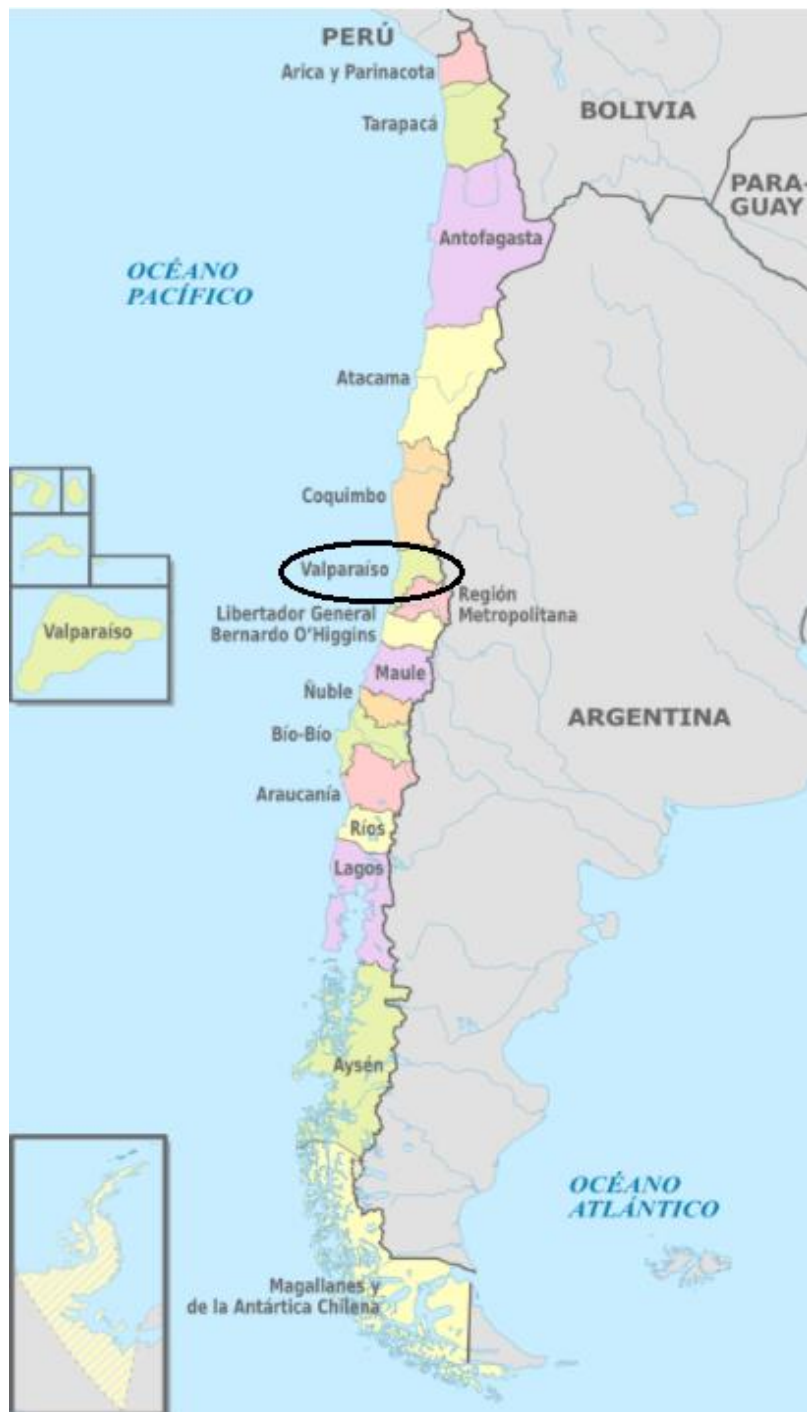 PERÚ
Arica y Parinacota
BOLIVIA
Tarapacá
PARA-
GUAY
Antofagasta
OCÉANO
PACÍFICO
Atacama
Coquimbo
Valparaíso
Región
Metropolitana
Libertador General
Bernardo O'Higgins
Valparaíso
Maule
Ñuble
ARGENTINA
Bío-Bío
Araucanía
Ríos
Lagos
Aysén
OCÉANO
ATLÁNTICO
Magallanes y
de la Antártica Chilena